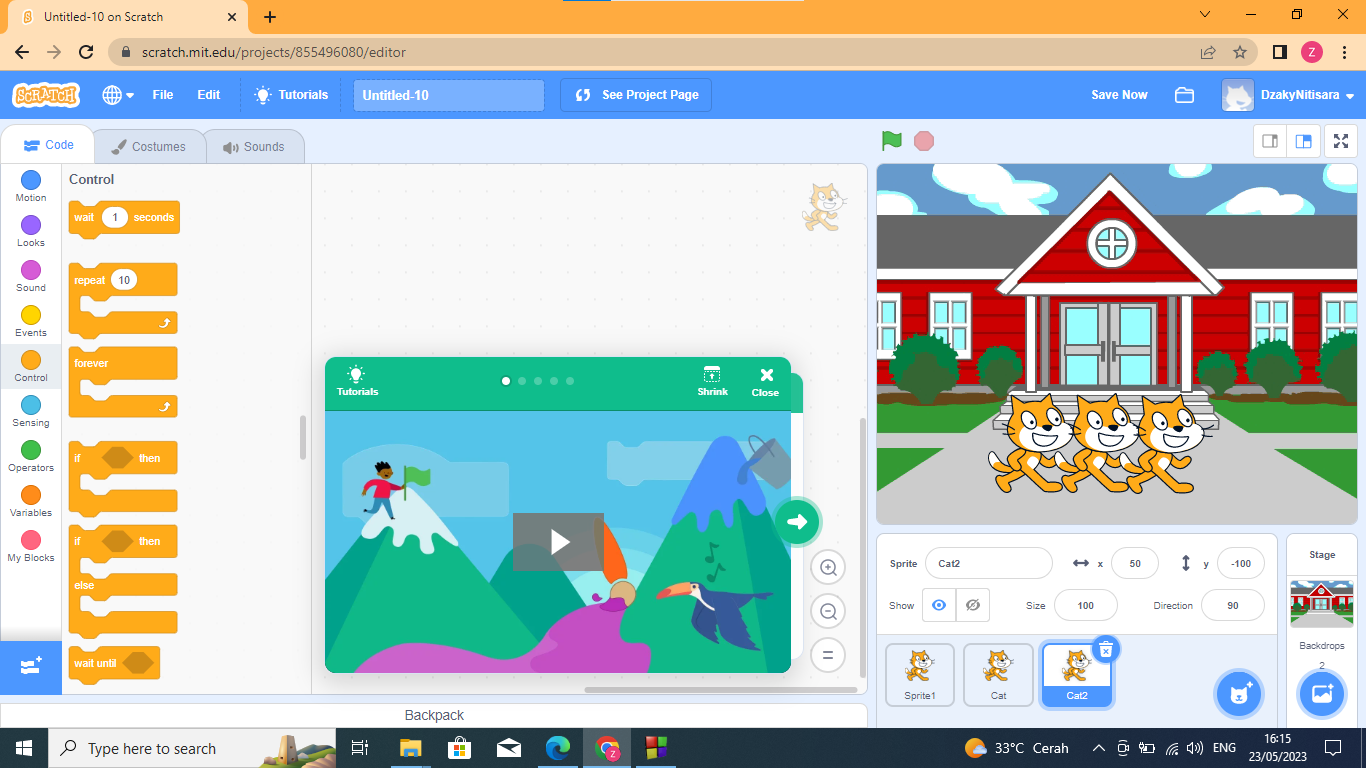 Untitled-10 on Scratch
scratch.mit.edu/projects/855496080/editor
Z
SCRATCH
File
Edit
Tutorials
Untitled-10
See Project Page
Save Now
DzakyNitisara
Code
Costumes
Sounds
Motion
Looks
Sound
Events
Control
Sensing
Operators
Variables
My Blocks
Control
wait 1 seconds
repeat 10
forever
if then
if then
else
wait until
Tutorials
Shrink
Close
Backpack
Sprite Cat2 x 50 y -100
Show Size 100 Direction 90
Sprite1
Cat
Cat2
Stage
Backdrops
2
Type here to search
Z
33°C Cerah
ENG
16:15
23/05/2023